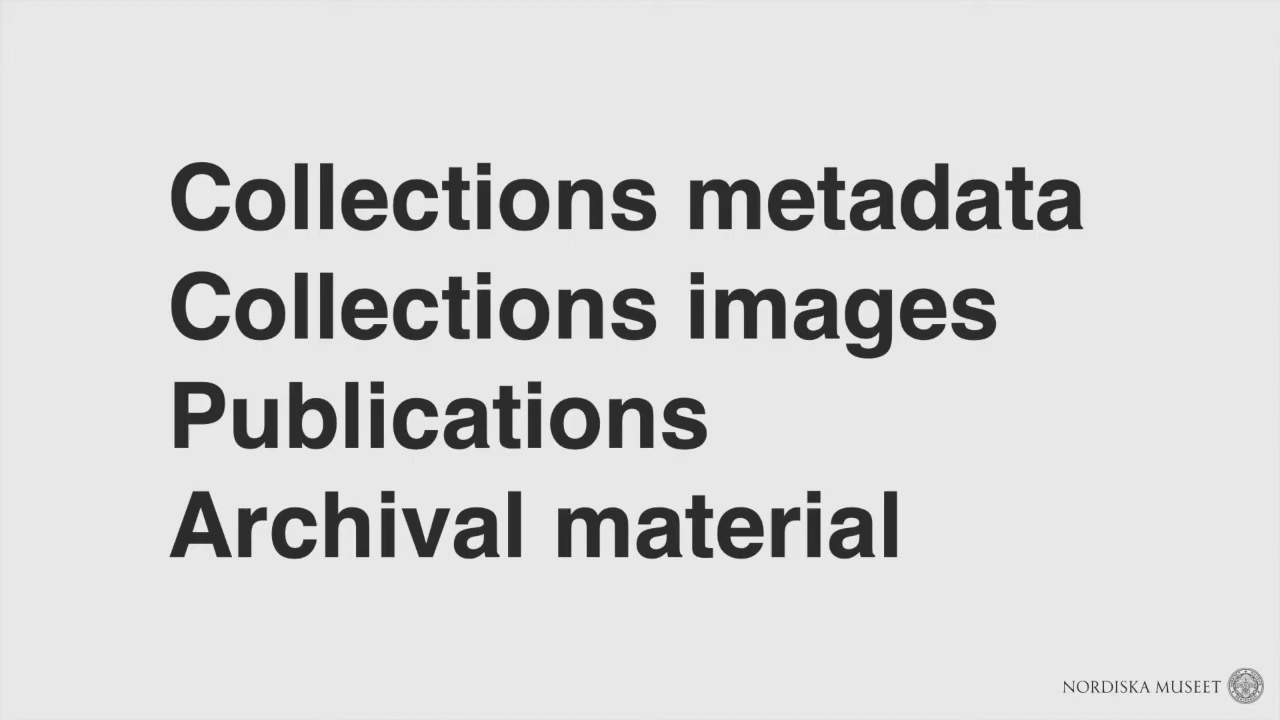 Collections metadata
Collections images
Publications
Archival material
NORDISKA MUSEET